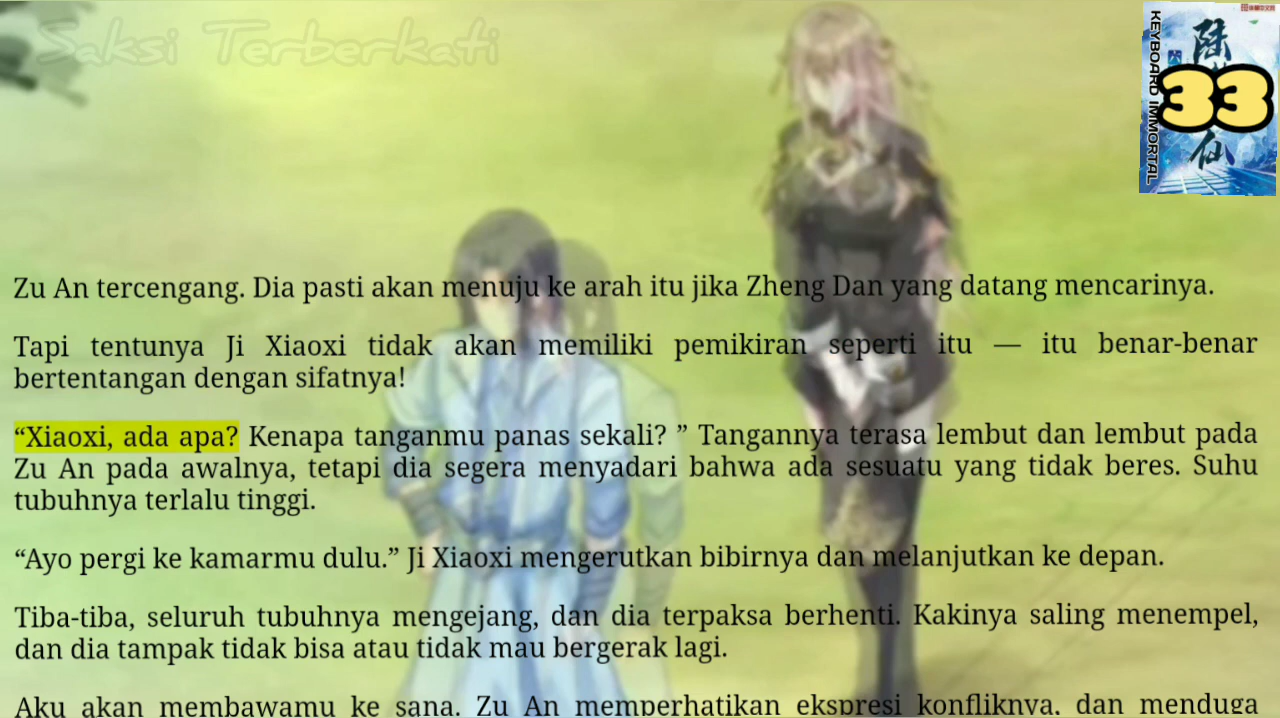 Saksi Terberkati
KEYBOARD IMMORTAL
33
仙
Zu An tercengang. Dia pasti akan menuju ke arah itu jika Zheng Dan yang datang mencarinya.
Tapi tentunya Ji Xiaoxi tidak akan memiliki pemikiran seperti itu — itu benar-benar
bertentangan dengan sifatnya!
“Xiaoxi, ada apa? Kenapa tanganmu panas sekali? ” Tangannya terasa lembut dan lembut pada
Zu An pada awalnya, tetapi dia segera menyadari bahwa ada sesuatu yang tidak beres. Suhu
tubuhnya terlalu tinggi.
“Ayo pergi ke kamarmu dulu.” Ji Xiaoxi mengerutkan bibirnya dan melanjutkan ke depan.
Tiba-tiba, seluruh tubuhnya mengejang, dan dia terpaksa berhenti. Kakinya saling menempel,
dan dia tampak tidak bisa atau tidak mau bergerak lagi.
Aku akan membawamu ke sana. Zu An memperhatikan ekspresi konfliknya, dan menduga